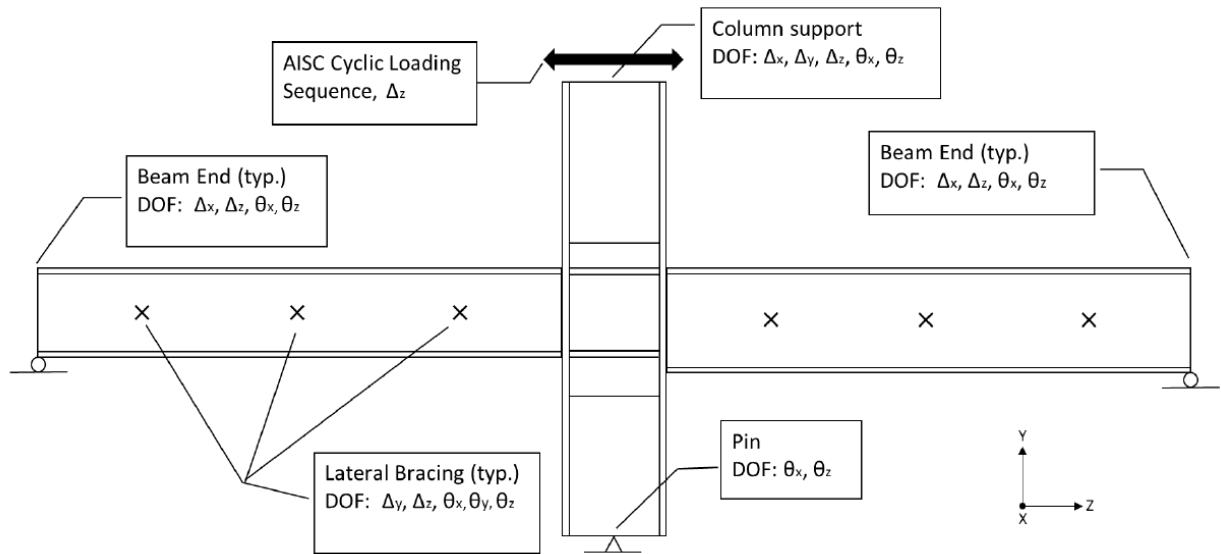 Column support
DOF: Δx, Δy, Δz, θx, θz
AISC Cyclic Loading
Sequence, Δz
Beam End (typ.)
DOF: Δx, Δz, θx, θz
Beam End (typ.)
DOF: Δx, Δz, θx, θz
Lateral Bracing (typ.)
DOF: Δy, Δz, θx, θy, θz
Pin
DOF: θx, θz
Y
X
Z